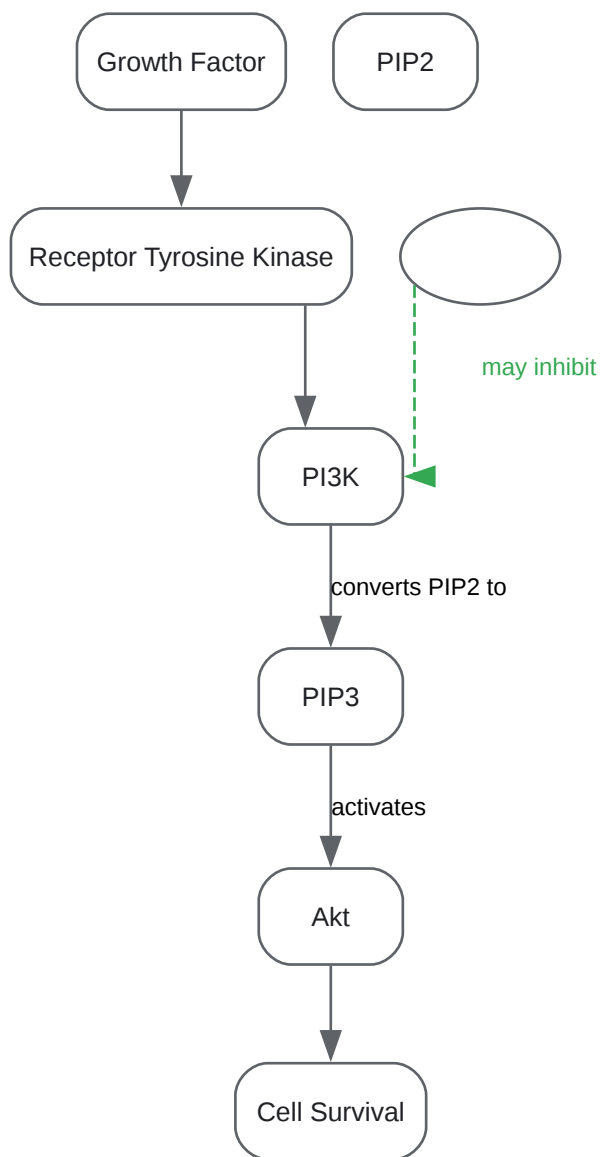 Growth Factor
PIP2
Receptor Tyrosine Kinase
may inhibit
PI3K
converts PIP2 to
PIP3
activates
Akt
Cell Survival